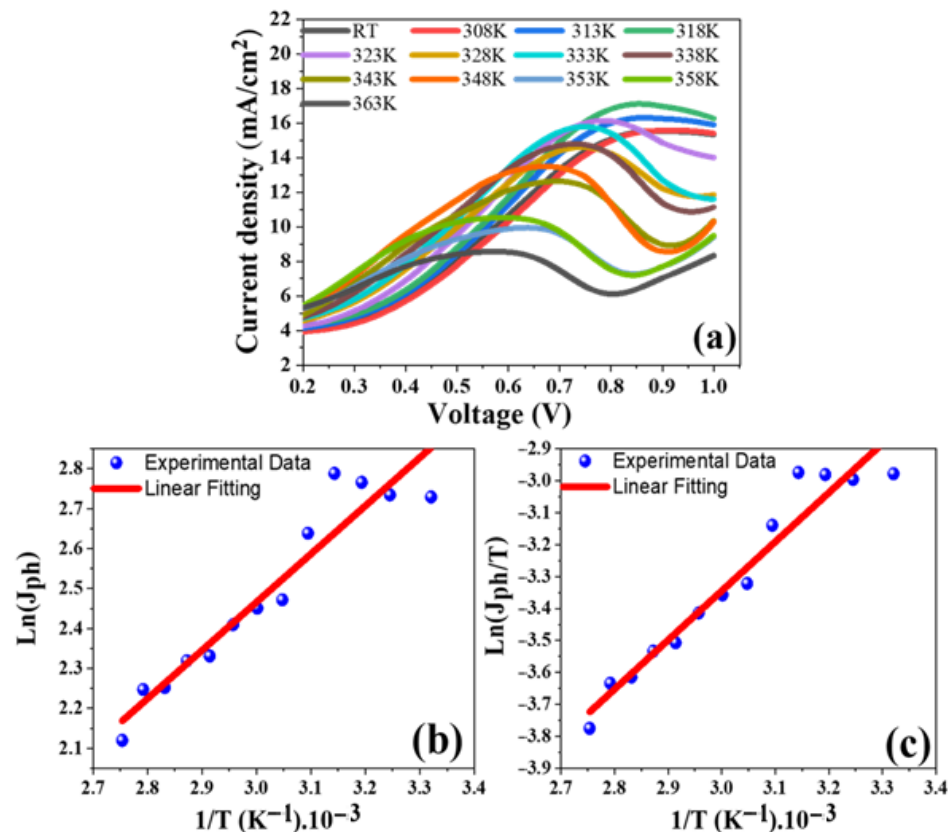 22
20
18
16
14
12
10
8
6
4
2
Current density (mA/cm²)
RT 308K 313K 318K
323K 328K 333K 338K
343K 348K 353K 358K
363K
(a)
0.2 0.3 0.4 0.5 0.6 0.7 0.8 0.9 1.0
Voltage (V)
2.8
2.7
2.6
2.5
2.4
2.3
2.2
2.1
Ln(Jph)
Experimental Data
Linear Fitting
(b)
2.7 2.8 2.9 3.0 3.1 3.2 3.3 3.4
1/T (K⁻¹).10⁻³
−2.9
−3.0
−3.1
−3.2
−3.3
−3.4
−3.5
−3.6
−3.7
−3.8
−3.9
Ln(Jph/T)
Experimental Data
Linear Fitting
(c)
2.7 2.8 2.9 3.0 3.1 3.2 3.3 3.4
1/T (K⁻¹).10⁻³